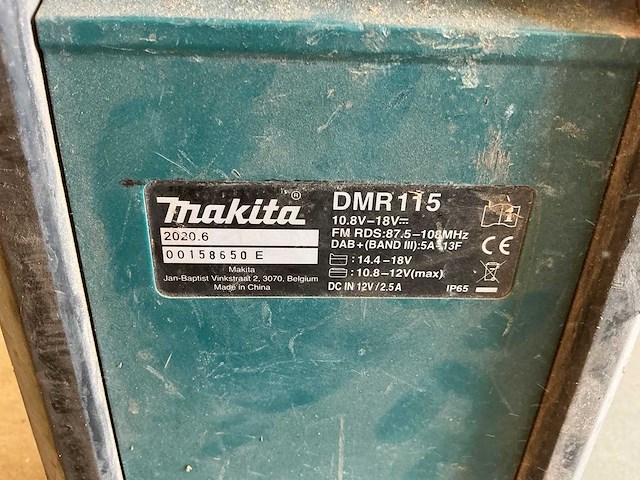 makita®
2020.6
00158650 E
Makita
Jan-Baptist Vinkstraat 2, 3070, Belgium
Made in China
DMR115
10.8V-18V⎓
FM RDS:87.5-108MHz
DAB+(BAND III):5A-13F
:14.4-18V
:10.8-12V(max)
DC IN 12V/2.5A
CE
IP65